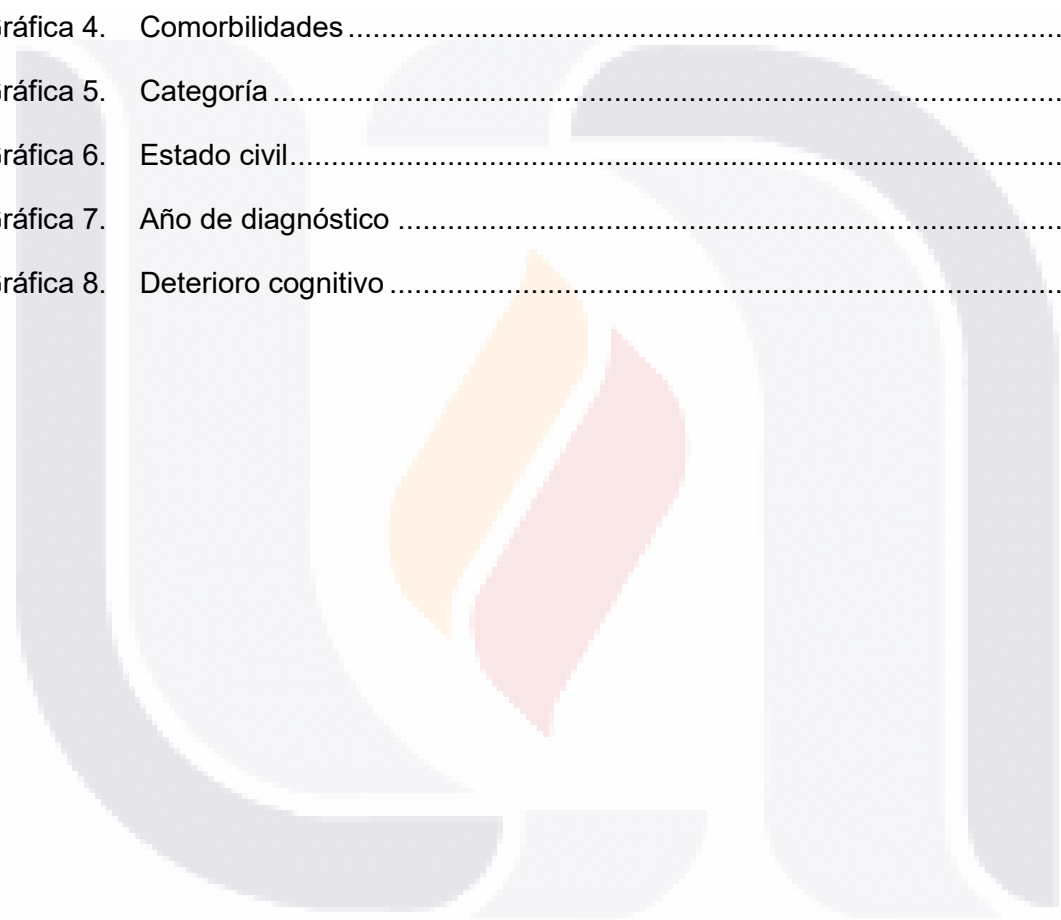 ráfica 4. Comorbilidades ........................................................................................
ráfica 5. Categoría .................................................................................................
ráfica 6. Estado civil...............................................................................................
ráfica 7. Año de diagnóstico .................................................................................
ráfica 8. Deterioro cognitivo ..................................................................................